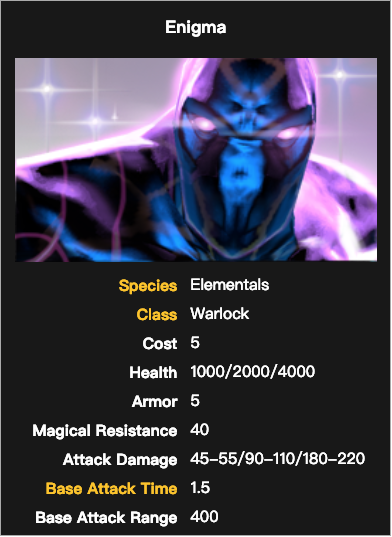 Enigma
Species Elementals
Class Warlock
Cost 5
Health 1000/2000/4000
Armor 5
Magical Resistance 40
Attack Damage 45–55/90–110/180–220
Base Attack Time 1.5
Base Attack Range 400